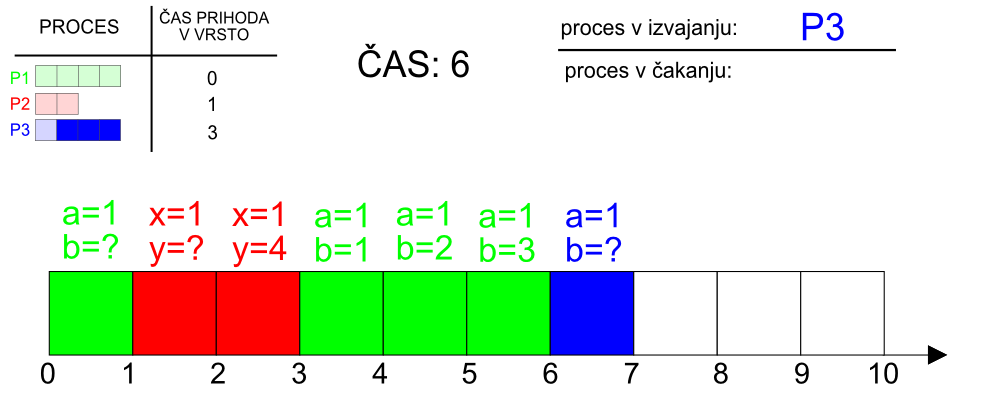 PROCES
ČAS PRIHODA
V VRSTO
P1
0
P2
1
P3
3
ČAS: 6
proces v izvajanju: P3
proces v čakanju:
a=1
b=?
x=1
y=?
x=1
y=4
a=1
b=1
a=1
b=2
a=1
b=3
a=1
b=?
0 1 2 3 4 5 6 7 8 9 10